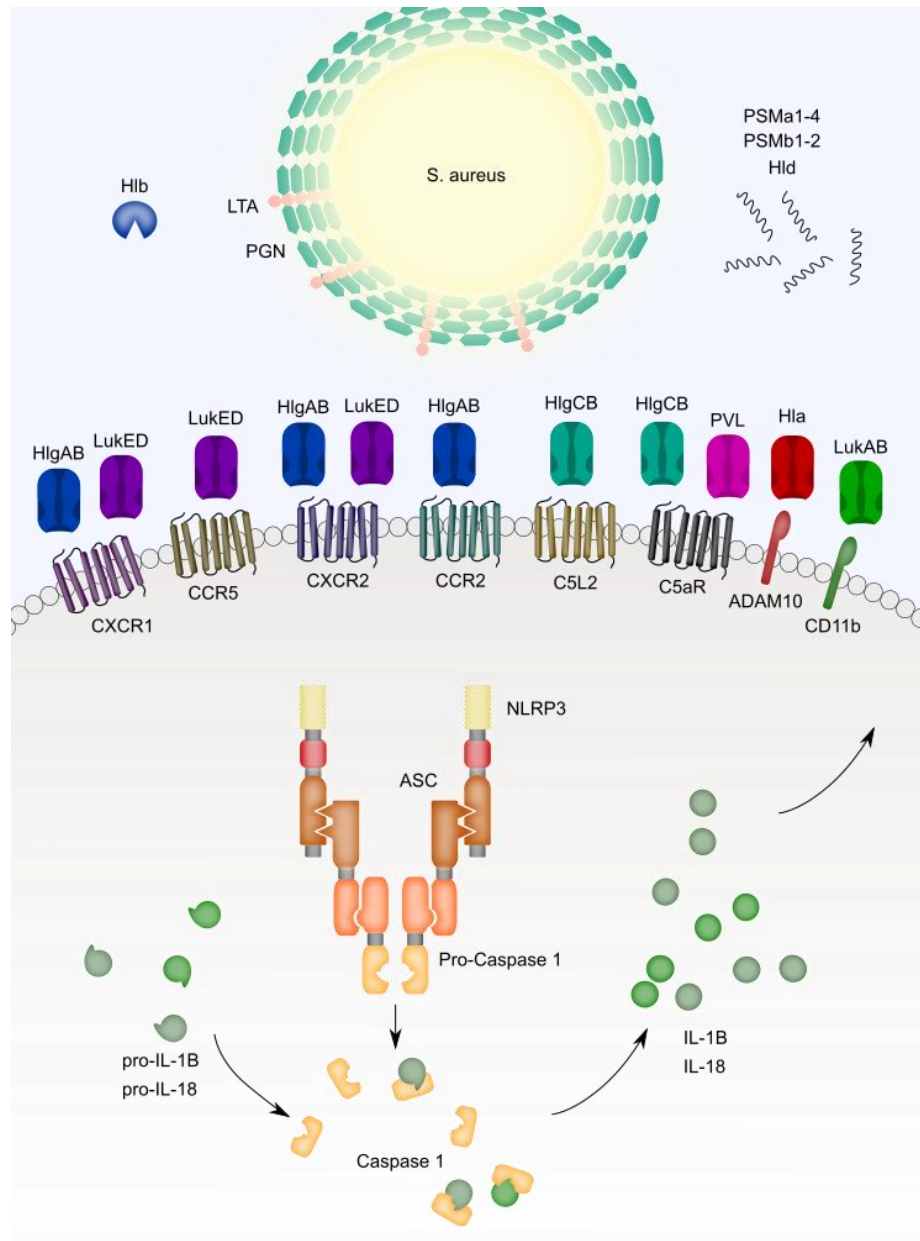 PSMa1-4
PSMb1-2
Hld
S. aureus
Hlb
LTA
PGN
HlgAB
LukED
LukED
HlgAB
LukED
HlgAB
HlgCB
HlgCB
PVL
Hla
LukAB
CXCR1
CCR5
CXCR2
CCR2
C5L2
C5aR
ADAM10
CD11b
NLRP3
ASC
Pro-Caspase 1
pro-IL-1B
pro-IL-18
IL-1B
IL-18
Caspase 1